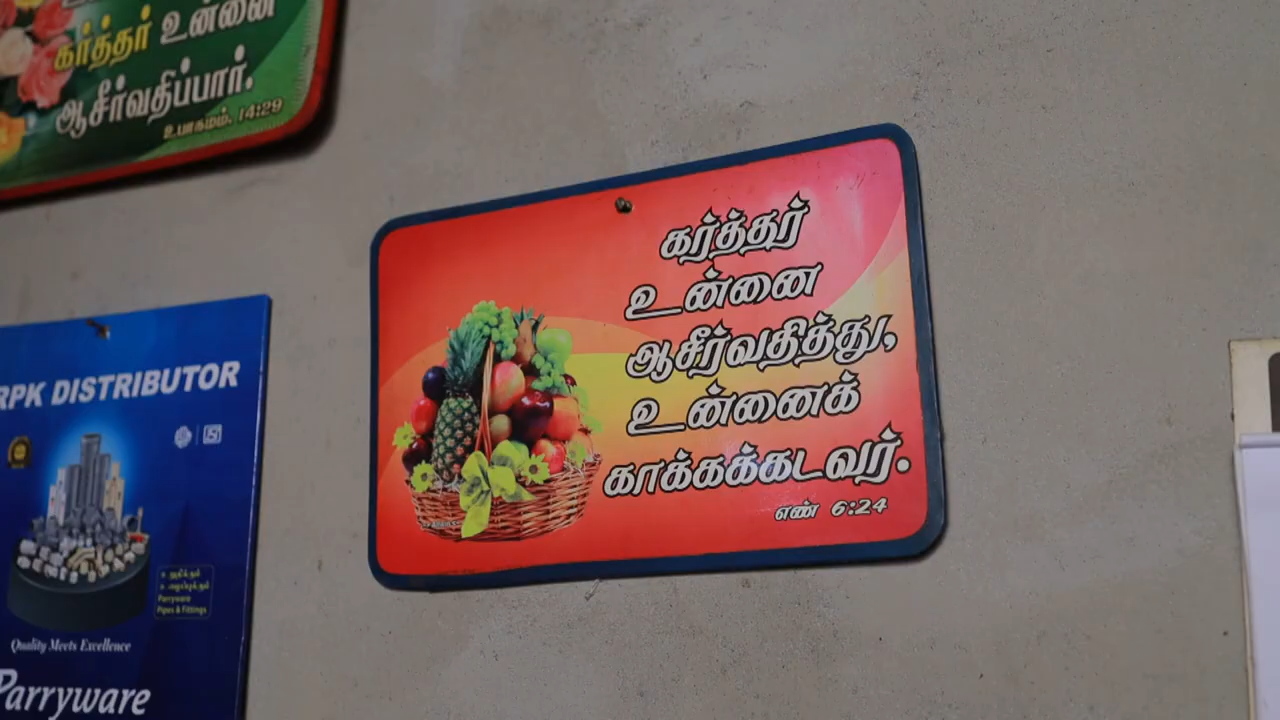 கர்த்தர் உன்னை
ஆசீர்வதிப்பார்.
உபாகமம். 14:29
கர்த்தர்
உன்னை
ஆசீர்வதித்து,
உன்னைக்
காக்கக்கடவர்.
எண் 6:24
RPK DISTRIBUTOR
Parryware
Pipes & Fittings
Quality Meets Excellence
Parryware